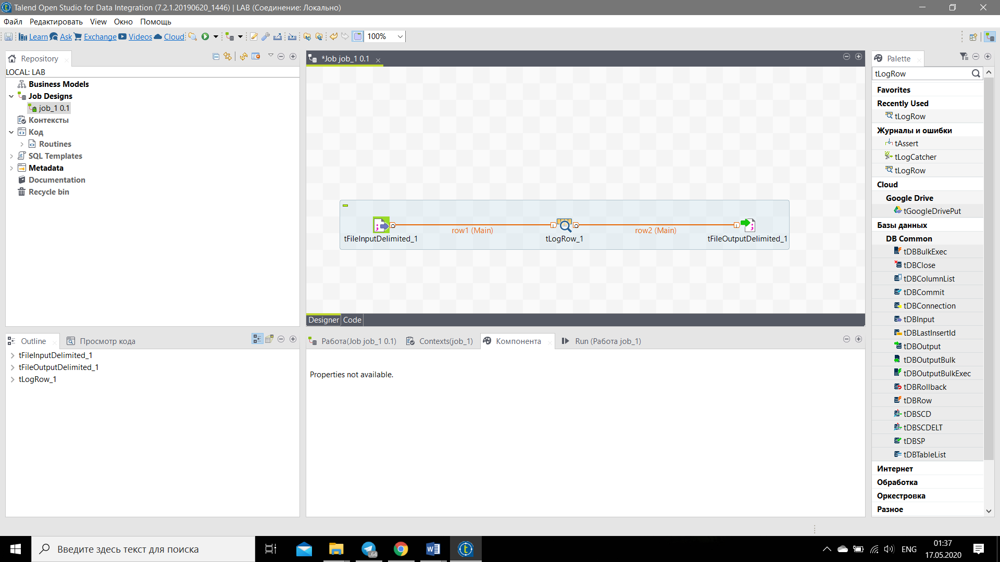 Talend Open Studio for Data Integration (7.2.1.20190620_1446) | LAB (Соединение: Локально)
Файл Редактировать View Окно Помощь
Learn Ask Exchange Videos Cloud 100%
Repository
LOCAL: LAB
Business Models
Job Designs
job_1 0.1
Контексты
Код
Routines
SQL Templates
Metadata
Documentation
Recycle bin
*Job job_1 0.1
row1 (Main)
row2 (Main)
tFileInputDelimited_1
tLogRow_1
tFileOutputDelimited_1
Designer Code
Palette
tLogRow
Favorites
Recently Used
tLogRow
Журналы и ошибки
tAssert
tLogCatcher
tLogRow
Cloud
Google Drive
tGoogleDrivePut
Базы данных
DB Common
tDBBulkExec
tDBClose
tDBColumnList
tDBCommit
tDBConnection
tDBInput
tDBLastInsertId
tDBOutput
tDBOutputBulk
tDBOutputBulkExec
tDBRollback
tDBRow
tDBSCD
tDBSCDELT
tDBSP
tDBTableList
Интернет
Обработка
Оркестровка
Разное
Outline Просмотр кода
tFileInputDelimited_1
tFileOutputDelimited_1
tLogRow_1
Работа(Job job_1 0.1) Contexts(job_1) Компонента Run (Работа job_1)
Properties not available.
Введите здесь текст для поиска
64
ENG
01:37
17.05.2020